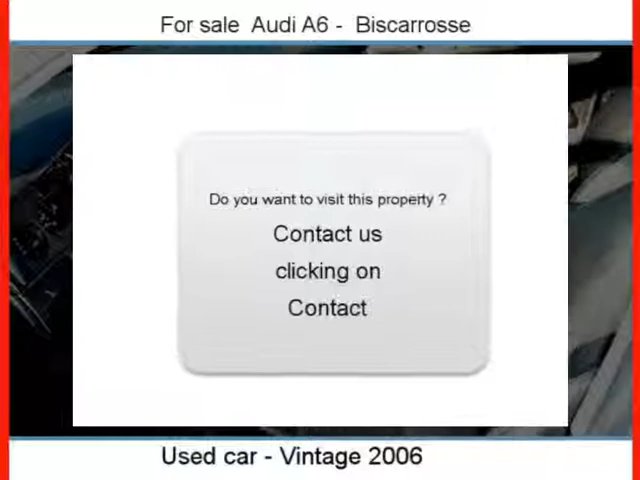 For sale Audi A6 - Biscarrosse
Do you want to visit this property ?
Contact us
clicking on
Contact
Used car - Vintage 2006